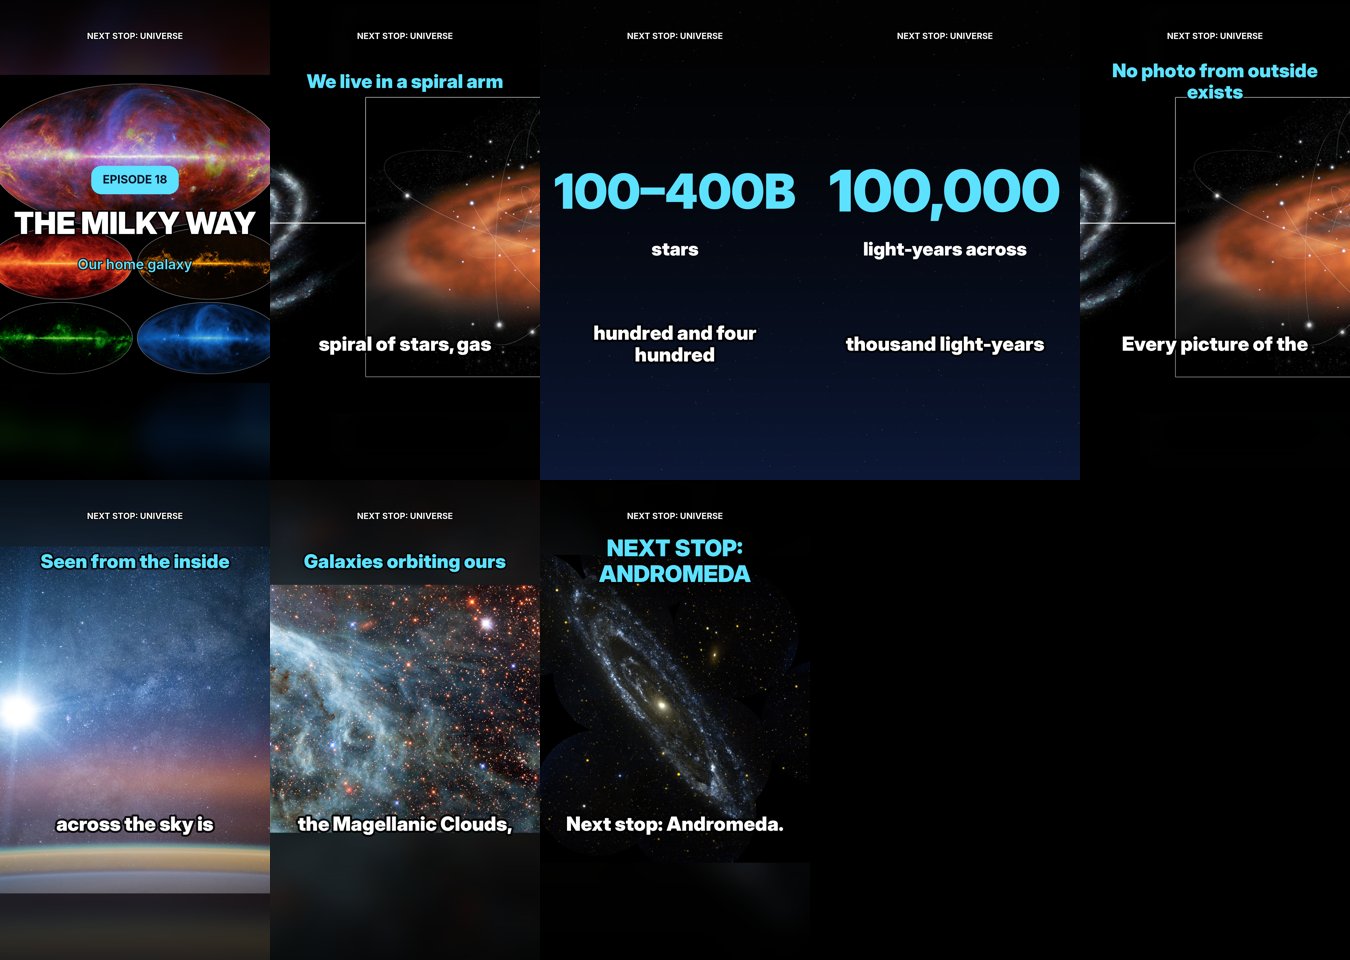 NEXT STOP: UNIVERSE
EPISODE 18
THE MILKY WAY
Our home galaxy
NEXT STOP: UNIVERSE
We live in a spiral arm
spiral of stars, gas
NEXT STOP: UNIVERSE
100–400B
stars
hundred and four
hundred
NEXT STOP: UNIVERSE
100,000
light-years across
thousand light-years
NEXT STOP: UNIVERSE
No photo from outside
exists
Every picture of the
NEXT STOP: UNIVERSE
Seen from the inside
across the sky is
NEXT STOP: UNIVERSE
Galaxies orbiting ours
the Magellanic Clouds,
NEXT STOP: UNIVERSE
NEXT STOP:
ANDROMEDA
Next stop: Andromeda.